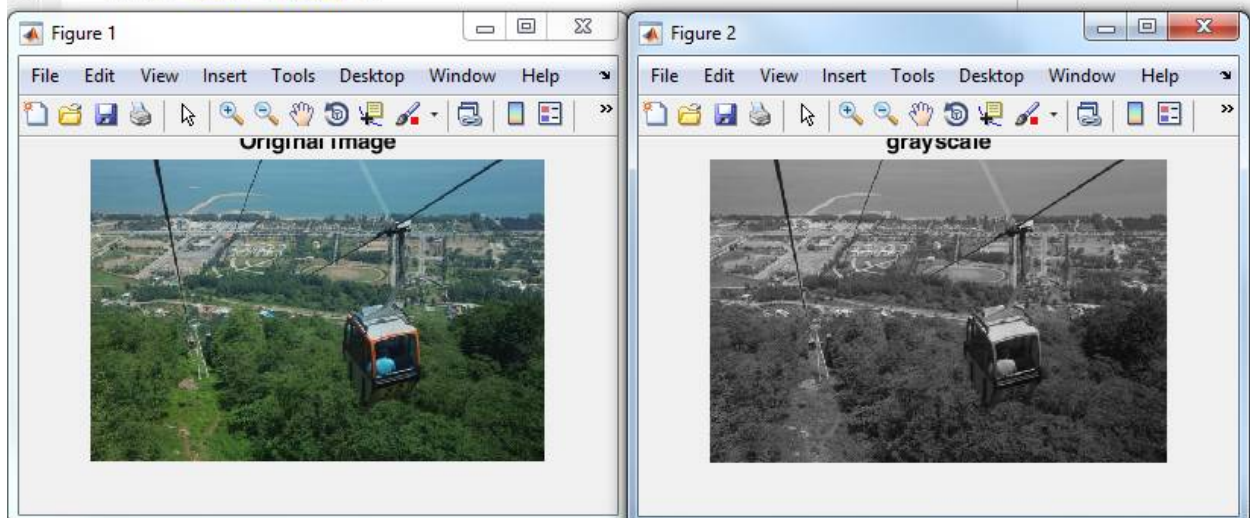 Figure 1
File Edit View Insert Tools Desktop Window Help
Original Image
Figure 2
File Edit View Insert Tools Desktop Window Help
grayscale